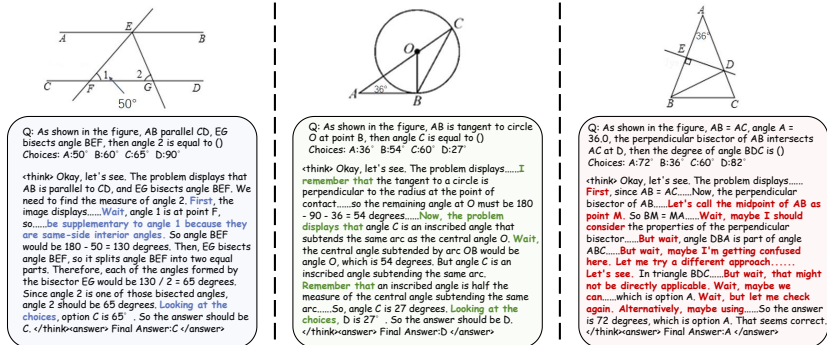 E
A
B
1
2
C
F
G
D
50°
Q: As shown in the figure, AB parallel CD, EG
bisects angle BEF, then angle 2 is equal to ()
Choices: A:50° B:60° C:65° D:90°
<think> Okay, let's see. The problem displays that
AB is parallel to CD, and EG bisects angle BEF. We
need to find the measure of angle 2. First, the
image displays......Wait, angle 1 is at point F,
so......be supplementary to angle 1 because they
are same-side interior angles. So angle BEF
would be 180 - 50 = 130 degrees. Then, EG bisects
angle BEF, so it splits angle BEF into two equal
parts. Therefore, each of the angles formed by
the bisector EG would be 130 / 2 = 65 degrees.
Since angle 2 is one of those bisected angles,
angle 2 should be 65 degrees. Looking at the
choices, option C is 65°. So the answer should be
C. </think><answer> Final Answer:C </answer>
C
O
A
36°
B
Q: As shown in the figure, AB is tangent to circle
O at point B, then angle C is equal to ()
Choices: A:36° B:54° C:60° D:27°
<think> Okay, let's see. The problem displays......I
remember that the tangent to a circle is
perpendicular to the radius at the point of
contact......so the remaining angle at O must be 180
- 90 - 36 = 54 degrees......Now, the problem
displays that angle C is an inscribed angle that
subtends the same arc as the central angle O. Wait,
the central angle subtended by arc OB would be
angle O, which is 54 degrees. But angle C is an
inscribed angle subtending the same arc.
Remember that an inscribed angle is half the
measure of the central angle subtending the same
arc......So, angle C is 27 degrees. Looking at the
choices, D is 27°. So the answer should be D.
</think><answer> Final Answer:D </answer>
A
36°
E
D
B
C
Q: As shown in the figure, AB = AC, angle A =
36.0, the perpendicular bisector of AB intersects
AC at D, then the degree of angle BDC is ()
Choices: A:72° B:36° C:60° D:82°
<think> Okay, let's see. The problem displays......
First, since AB = AC......Now, the perpendicular
bisector of AB......Let's call the midpoint of AB as
point M. So BM = MA......Wait, maybe I should
consider the properties of the perpendicular
bisector......But wait, angle DBA is part of angle
ABC......But wait, maybe I'm getting confused
here. Let me try a different approach......
Let's see. In triangle BDC......But wait, that might
not be directly applicable. Wait, maybe we
can......which is option A. Wait, but let me check
again. Alternatively, maybe using......So the answer
is 72 degrees, which is option A. That seems correct.
</think><answer> Final Answer:A </answer>